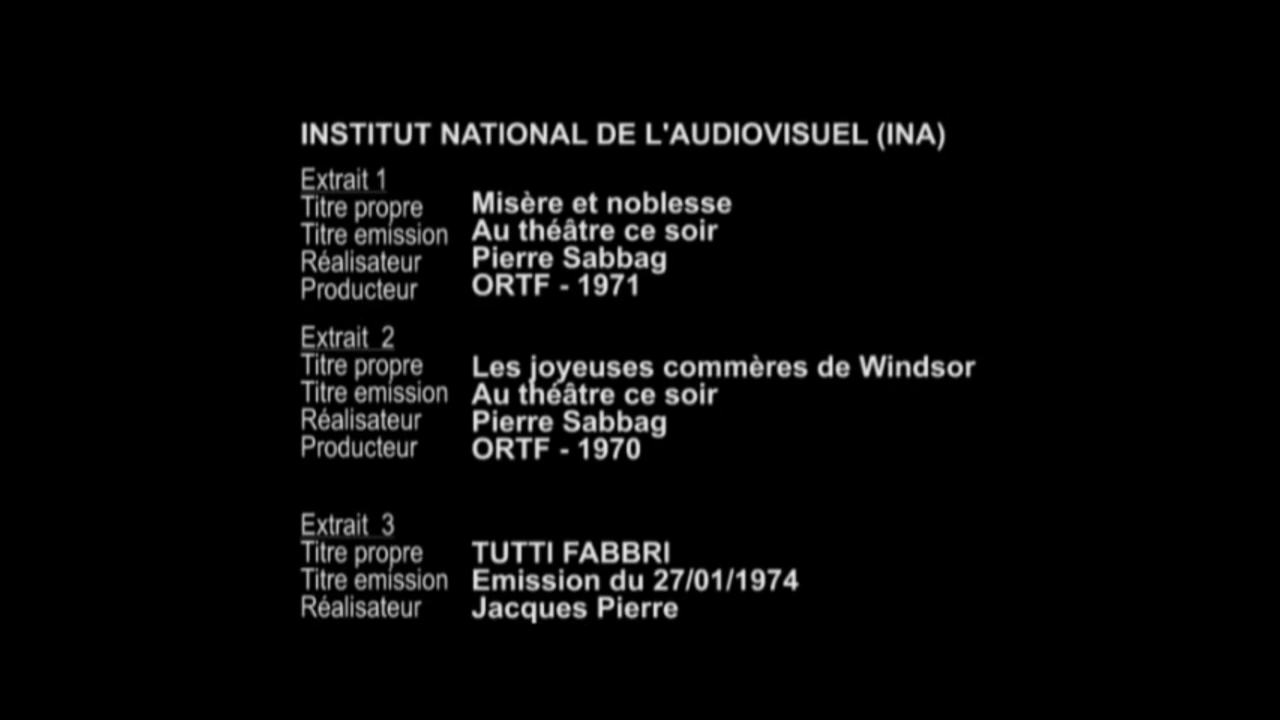 INSTITUT NATIONAL DE L'AUDIOVISUEL (INA)
Extrait 1
Titre propre Misère et noblesse
Titre emission Au théâtre ce soir
Réalisateur Pierre Sabbag
Producteur ORTF - 1971
Extrait 2
Titre propre Les joyeuses commères de Windsor
Titre emission Au théâtre ce soir
Réalisateur Pierre Sabbag
Producteur ORTF - 1970
Extrait 3
Titre propre TUTTI FABBRI
Titre emission Emission du 27/01/1974
Réalisateur Jacques Pierre